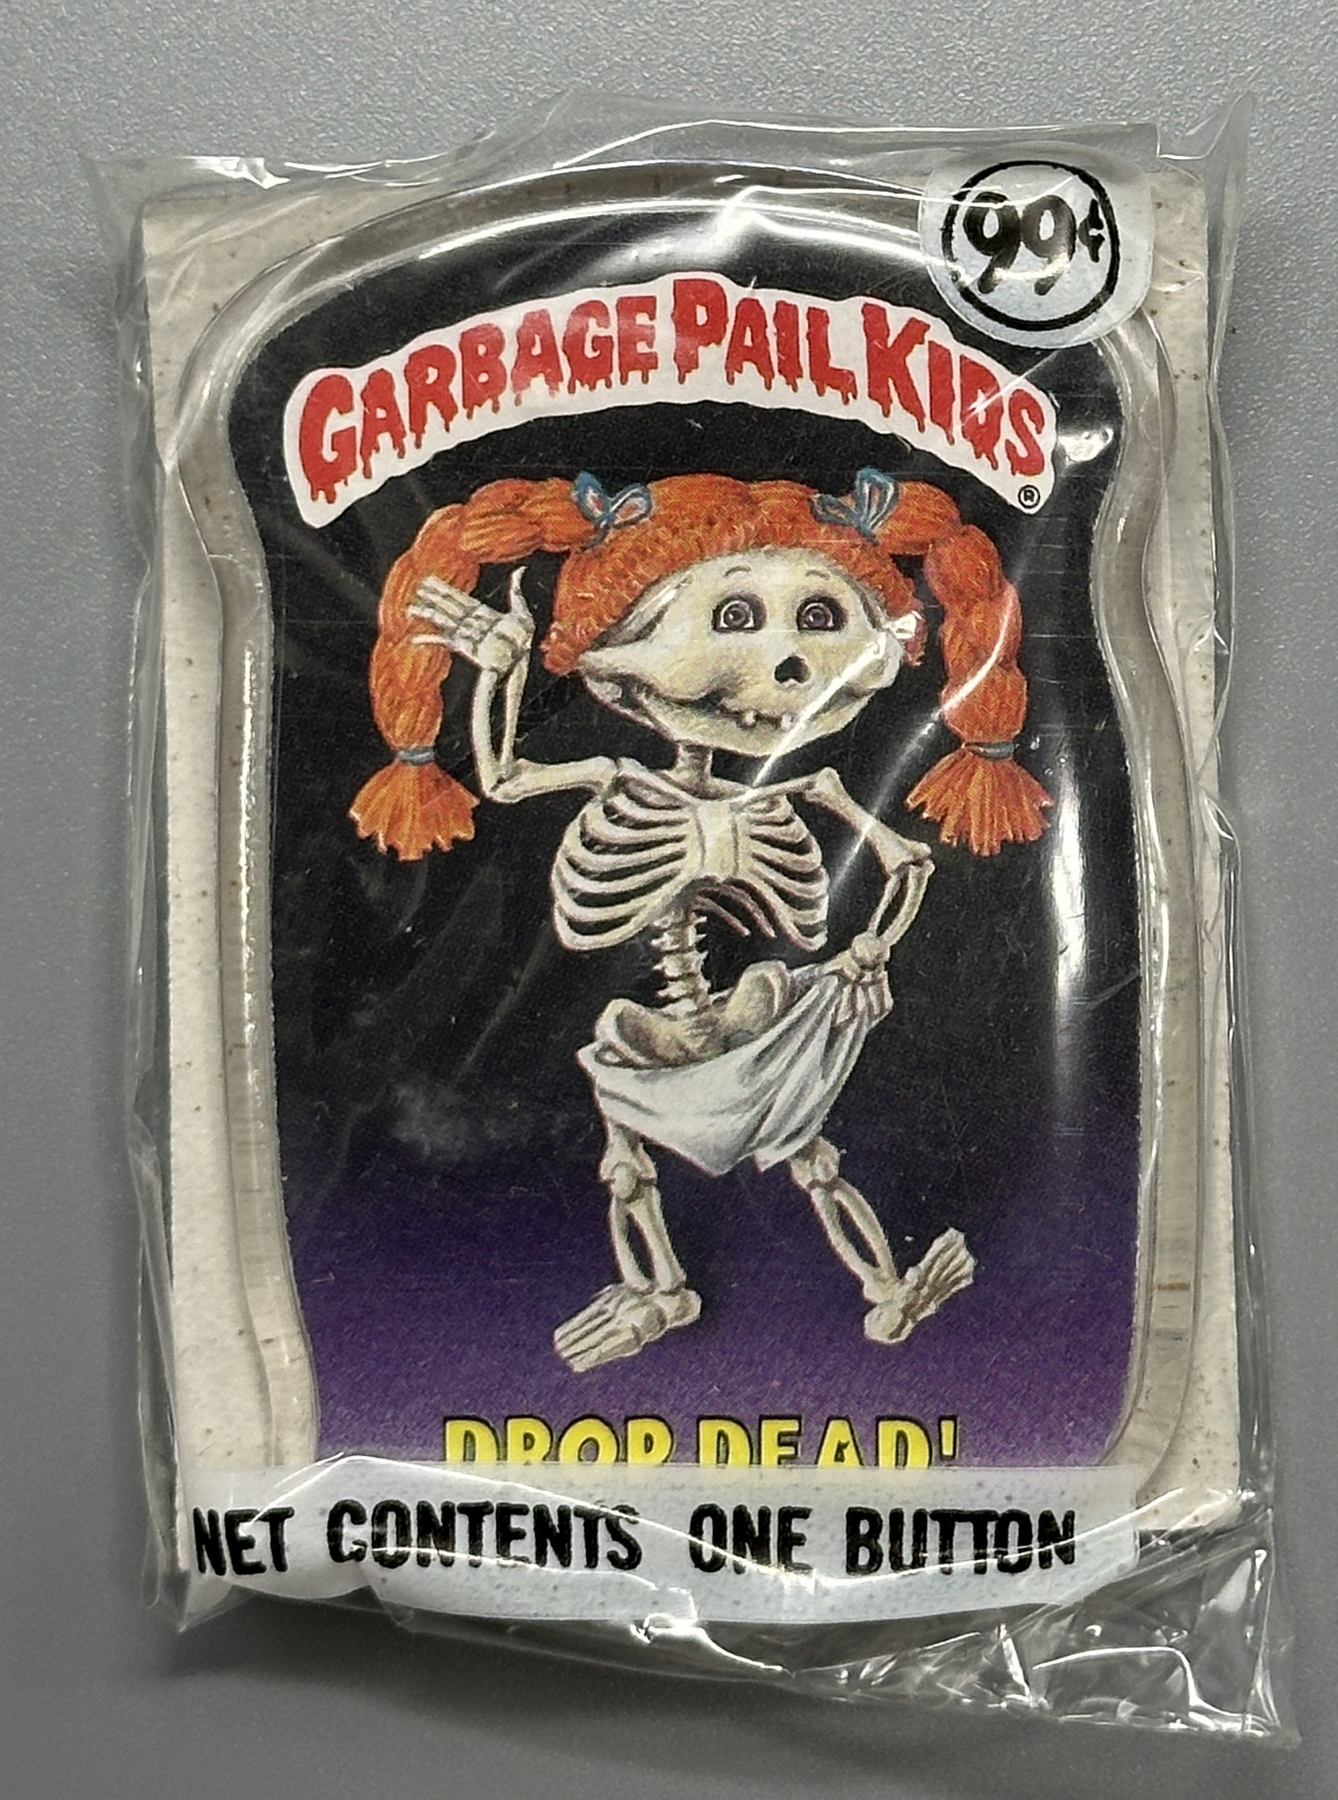 99¢
GARBAGE PAIL KIDS
®
DROP DEAD!
NET CONTENTS ONE BUTTON